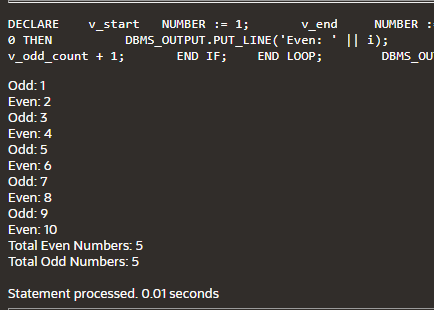 DECLARE v_start NUMBER := 1; v_end NUMBER :
0 THEN DBMS_OUTPUT.PUT_LINE('Even: ' || i);
v_odd_count + 1; END IF; END LOOP; DBMS_OU
Odd: 1
Even: 2
Odd: 3
Even: 4
Odd: 5
Even: 6
Odd: 7
Even: 8
Odd: 9
Even: 10
Total Even Numbers: 5
Total Odd Numbers: 5
Statement processed. 0.01 seconds